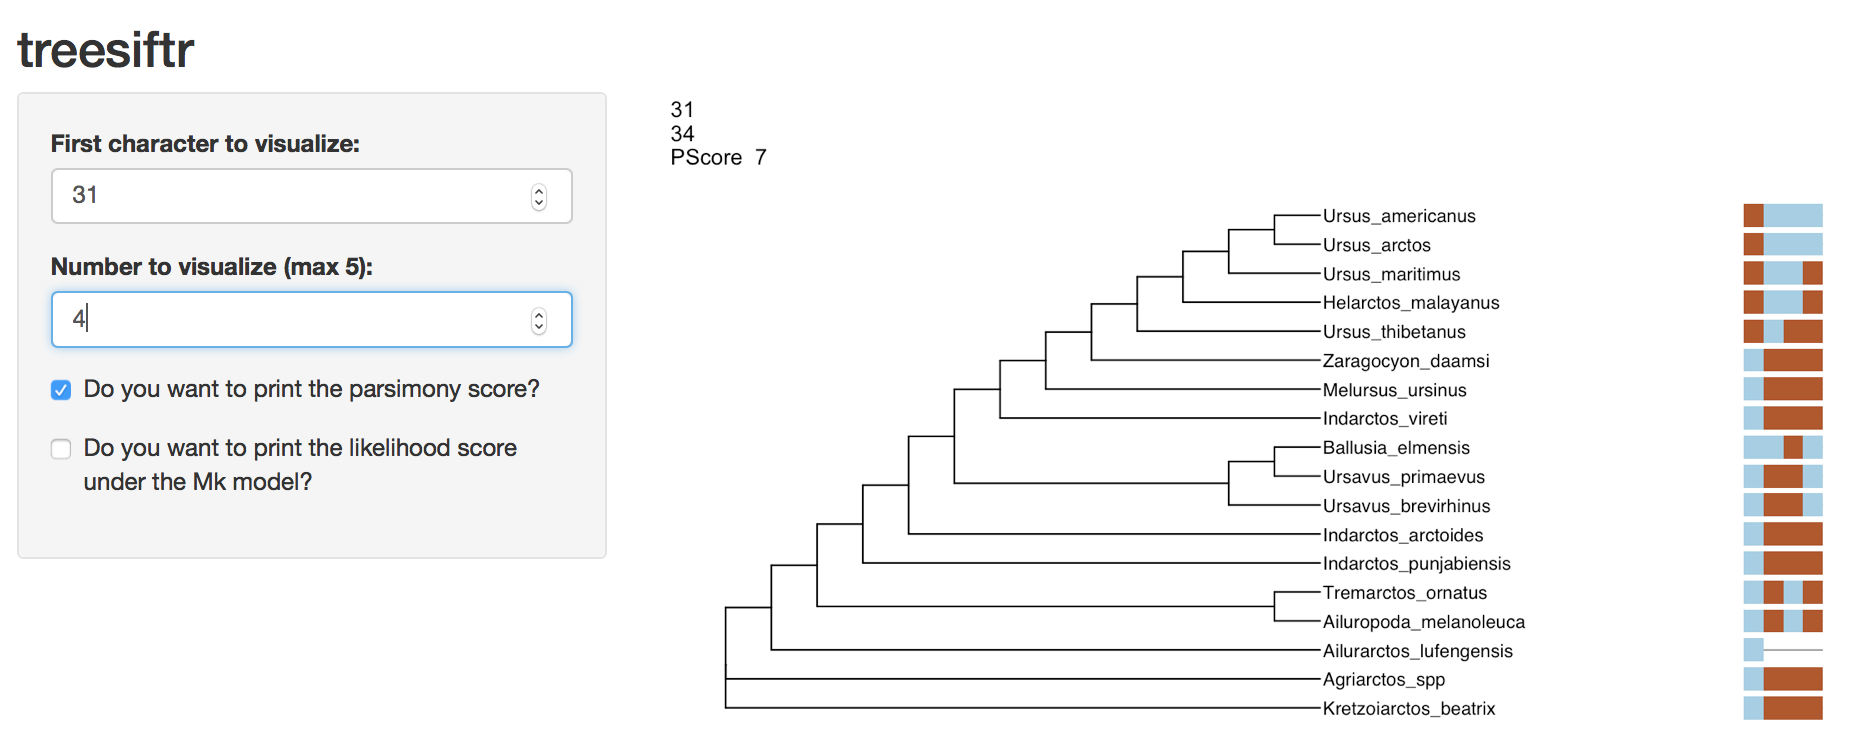 treesiftr
First character to visualize:
31
Number to visualize (max 5):
4
Do you want to print the parsimony score?
Do you want to print the likelihood score
under the Mk model?
31
34
PScore 7
Ursus_americanus
Ursus_arctos
Ursus_maritimus
Helarctos_malayanus
Ursus_thibetanus
Zaragocyon_daamsi
Melursus_ursinus
Indarctos_vireti
Ballusia_elmensis
Ursavus_primaevus
Ursavus_brevirhinus
Indarctos_arctoides
Indarctos_punjabiensis
Tremarctos_ornatus
Ailuropoda_melanoleuca
Ailurarctos_lufengensis
Agriarctos_spp
Kretzoiarctos_beatrix